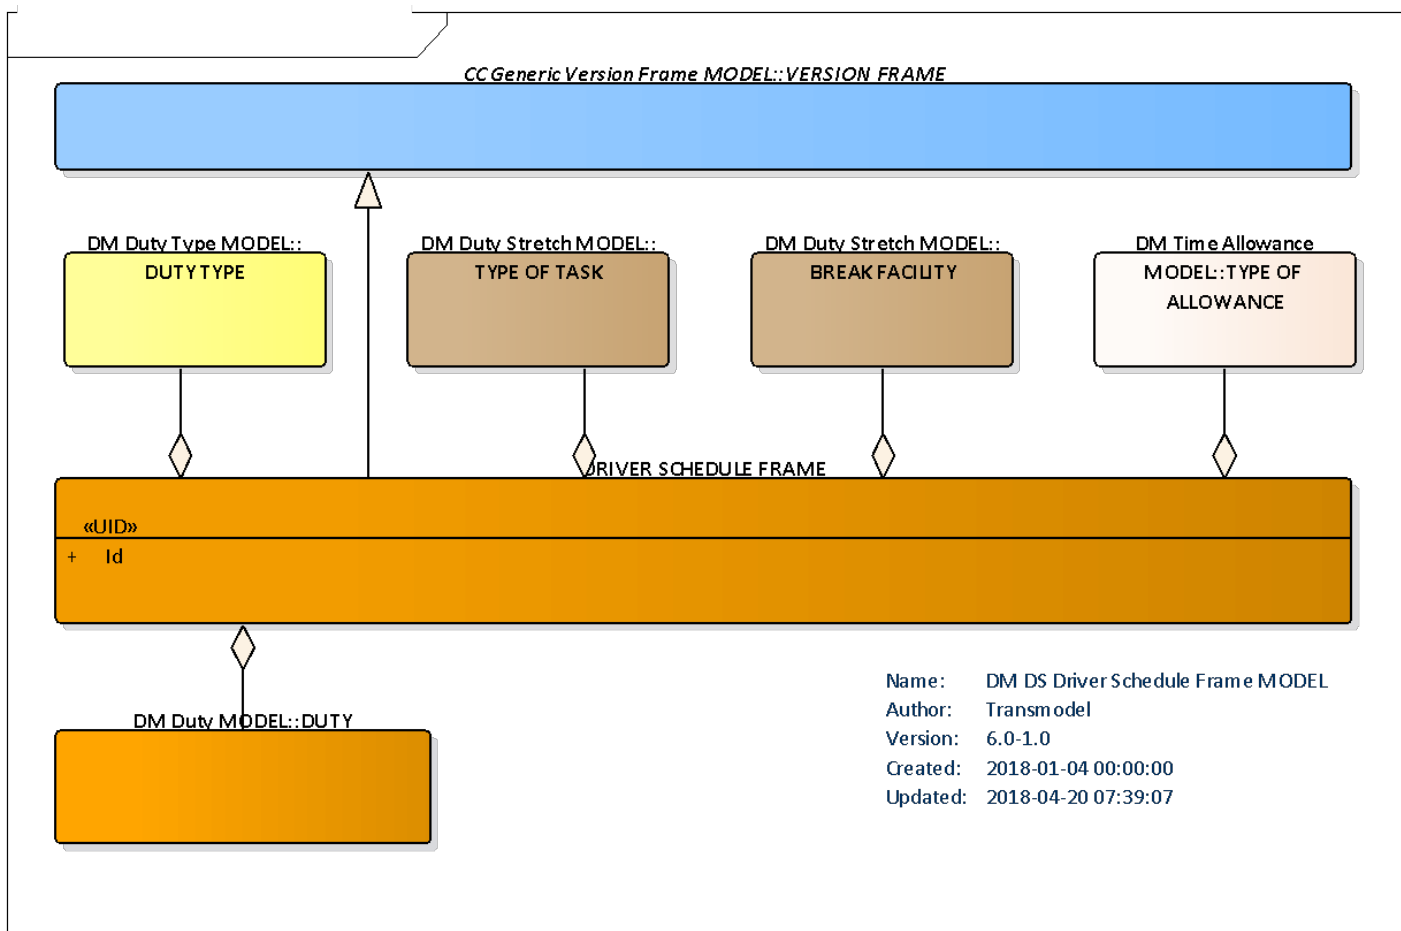 CC Generic Version Frame MODEL::VERSION FRAME
DM Duty Type MODEL::
DUTY TYPE
DM Duty Stretch MODEL::
TYPE OF TASK
DM Duty Stretch MODEL::
BREAK FACILITY
DM Time Allowance
MODEL::TYPE OF
ALLOWANCE
DRIVER SCHEDULE FRAME
«UID»
+ Id
DM Duty MODEL::DUTY
Name: DM DS Driver Schedule Frame MODEL
Author: Transmodel
Version: 6.0-1.0
Created: 2018-01-04 00:00:00
Updated: 2018-04-20 07:39:07